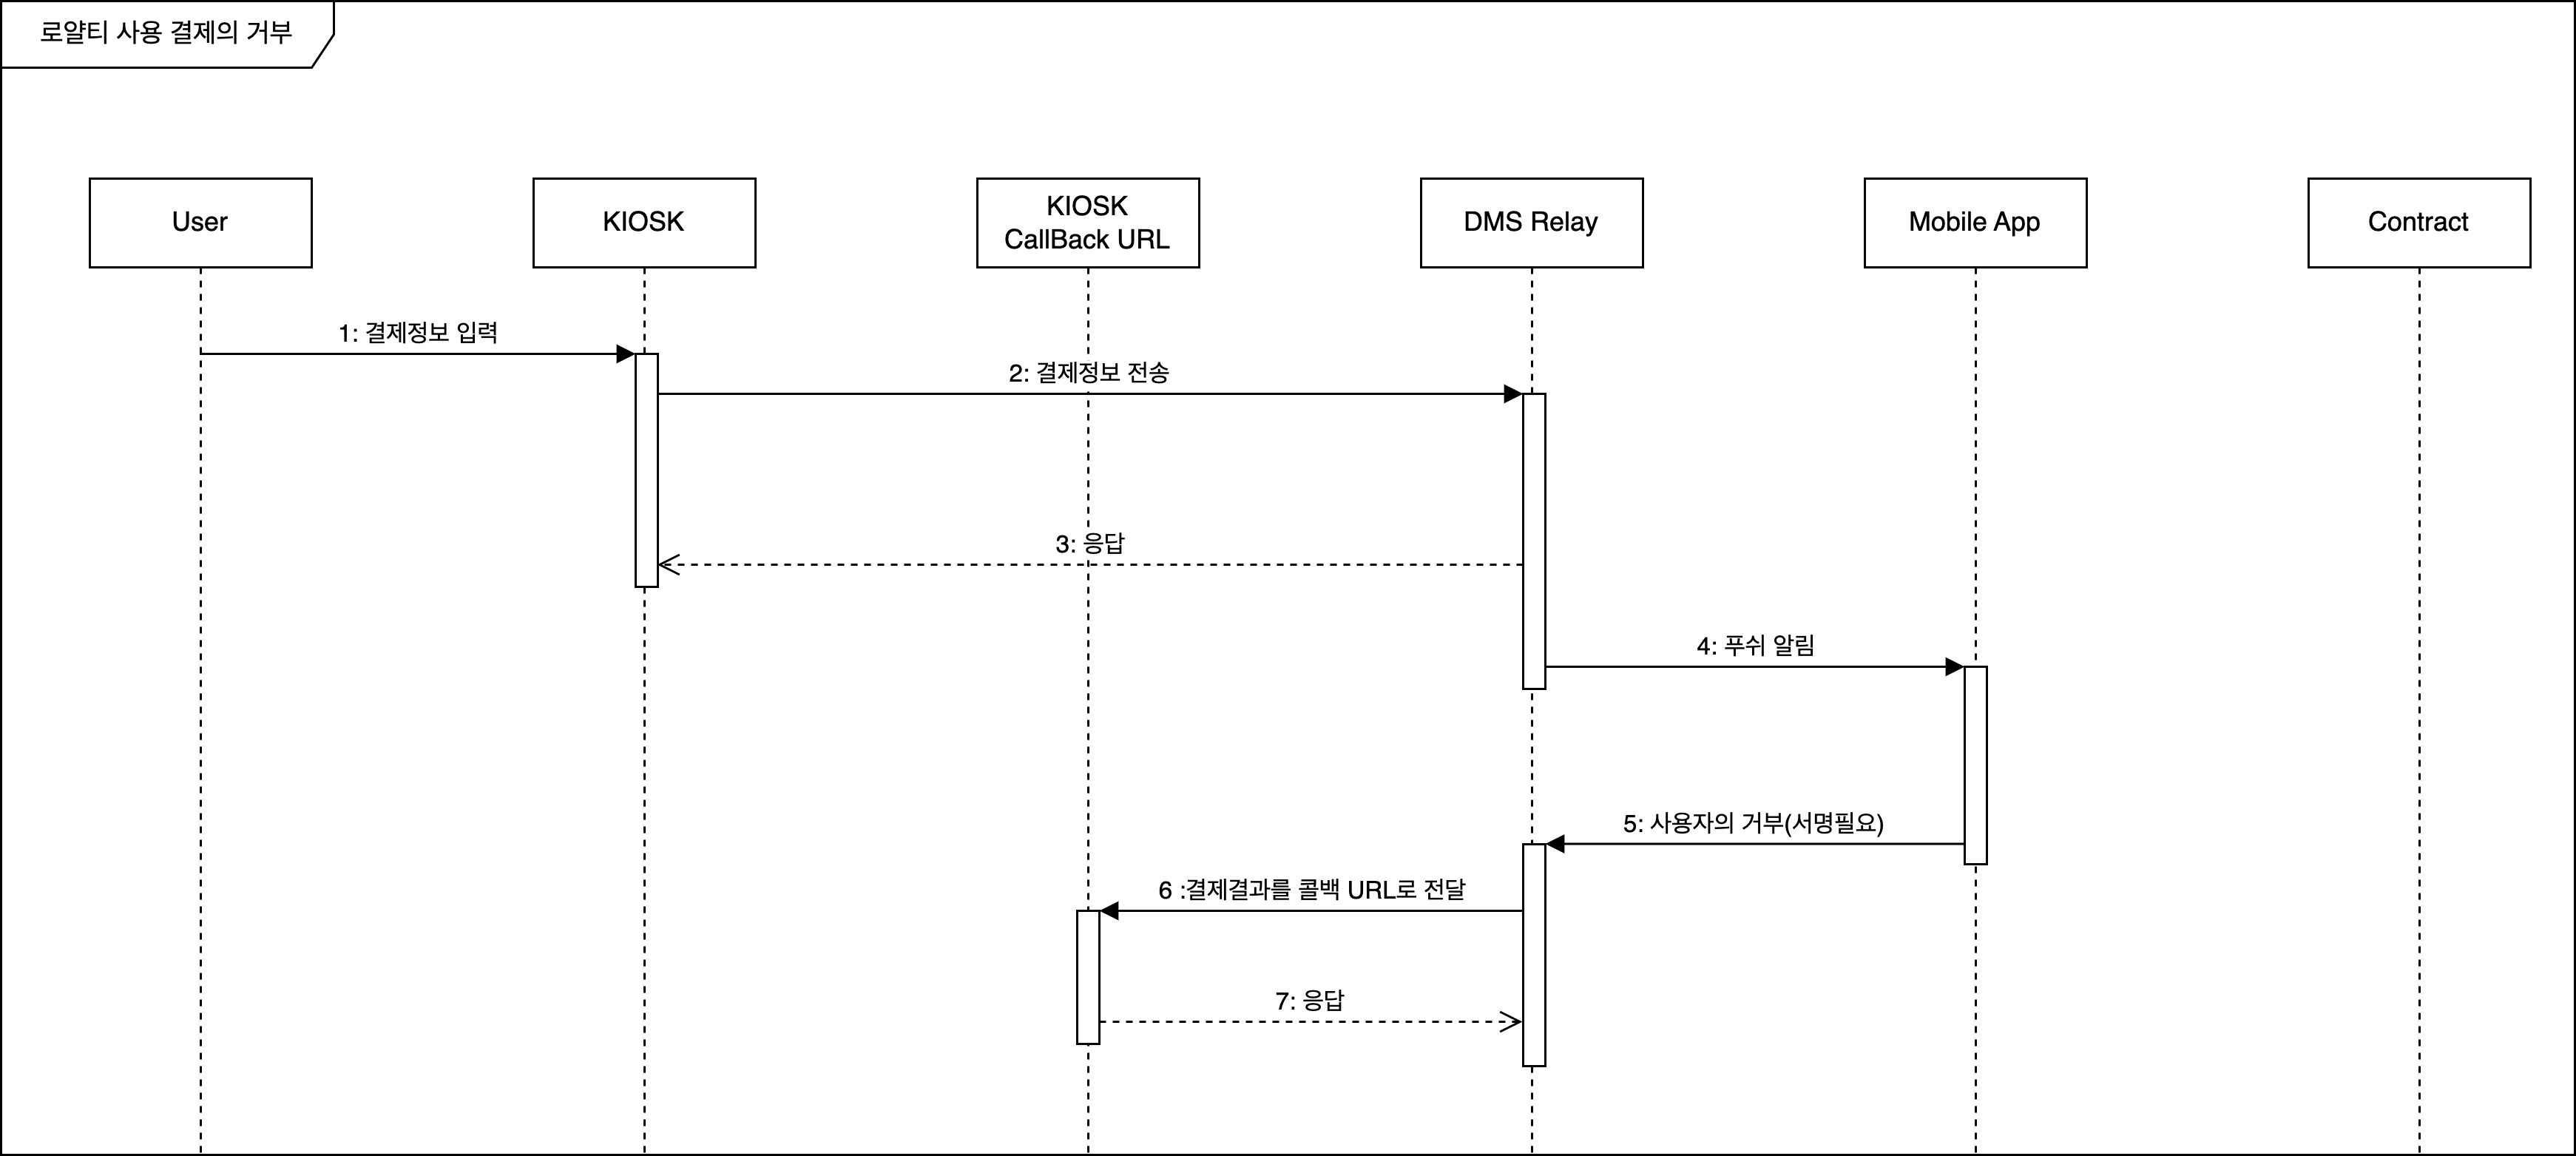 로얄티 사용 결제의 거부
User
KIOSK
KIOSK
CallBack URL
DMS Relay
Mobile App
Contract
1: 결제정보 입력
2: 결제정보 전송
3: 응답
4: 푸쉬 알림
5: 사용자의 거부(서명필요)
6 :결제결과를 콜백 URL로 전달
7: 응답